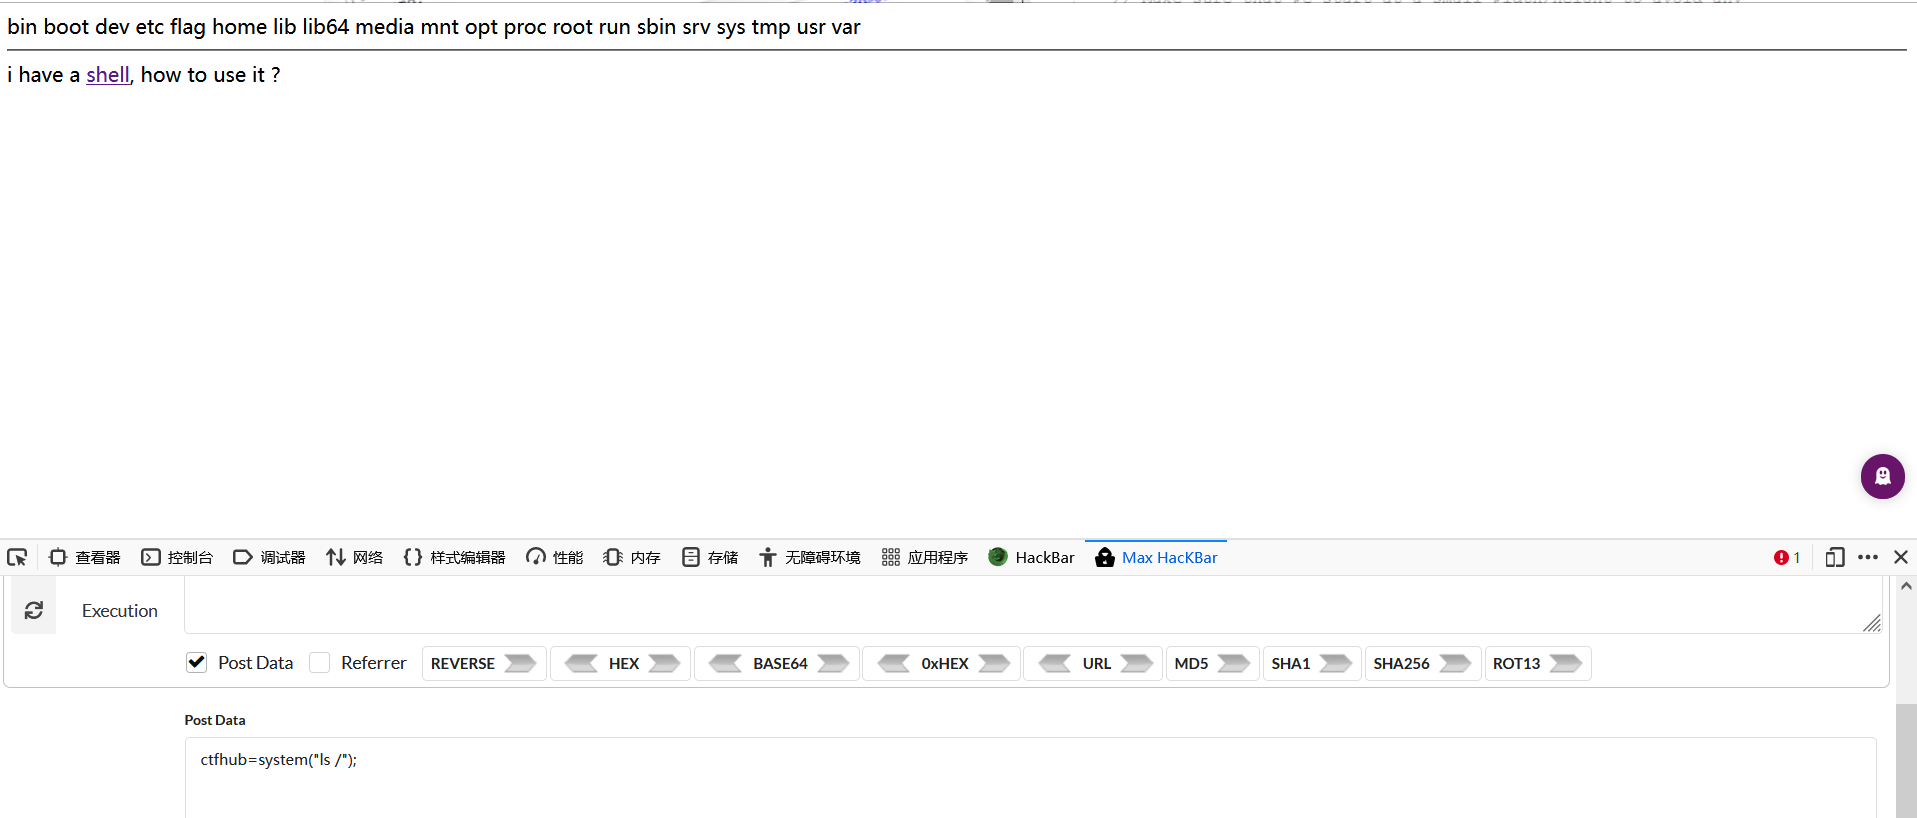 bin boot dev etc flag home lib lib64 media mnt opt proc root run sbin srv sys tmp usr var
i have a shell, how to use it ?
查看器 控制台 调试器 网络 {} 样式编辑器 性能 内存 存储 无障碍环境 应用程序 HackBar Max HacKBar 1
Execution
Post Data Referrer REVERSE HEX BASE64 0xHEX URL MD5 SHA1 SHA256 ROT13
Post Data
ctfhub=system("ls /");